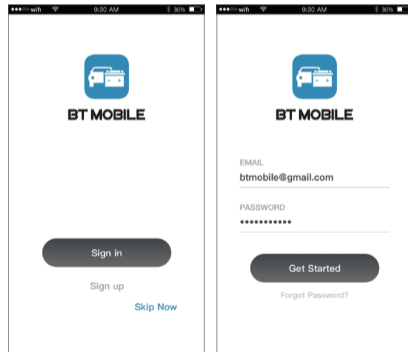 wifi 9:30 AM 30%
BT MOBILE
Sign in
Sign up
Skip Now
wifi 9:30 AM 30%
BT MOBILE
EMAIL
btmobile@gmail.com
PASSWORD
Get Started
Forgot Password?